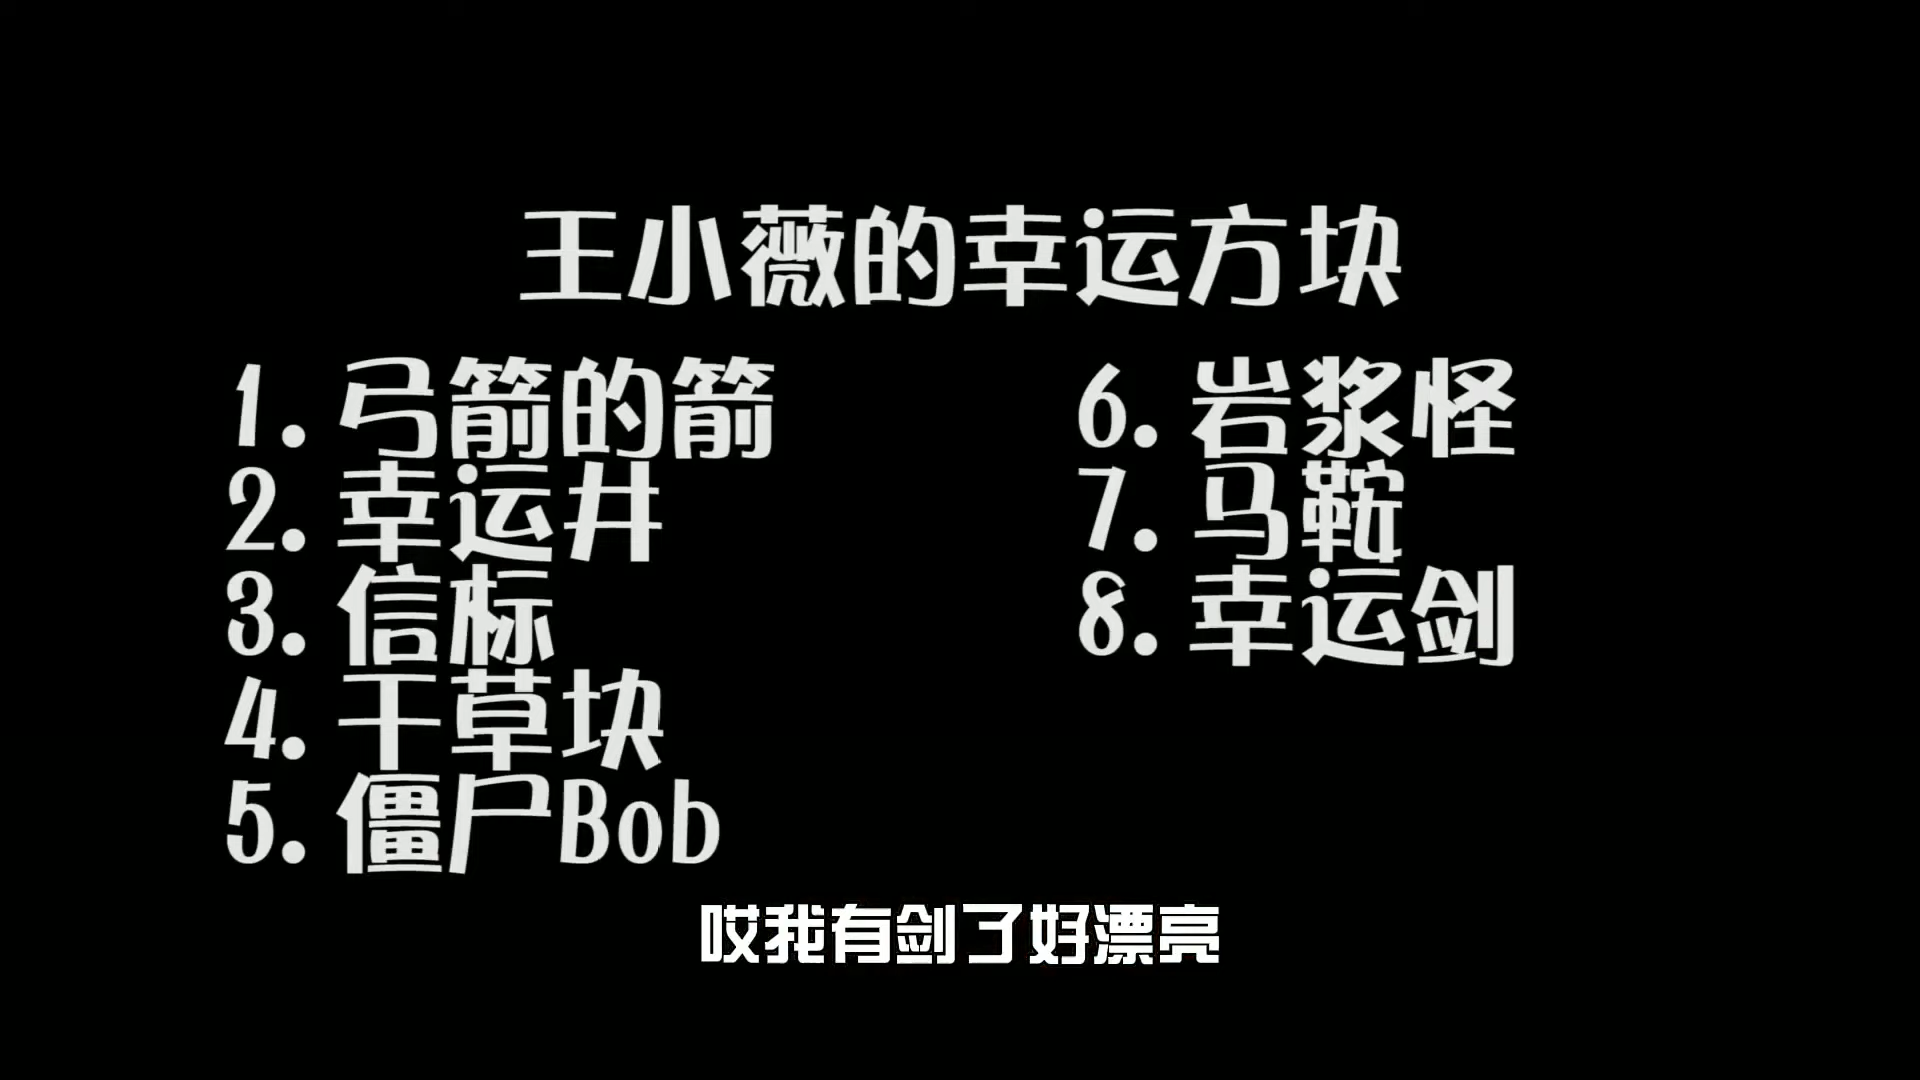 王小薇的幸运方块
1.弓箭的箭
2.幸运井
3.信标
4.干草块
5.僵尸Bob
6.岩浆怪
7.马鞍
8.幸运剑
哎我有剑了好漂亮